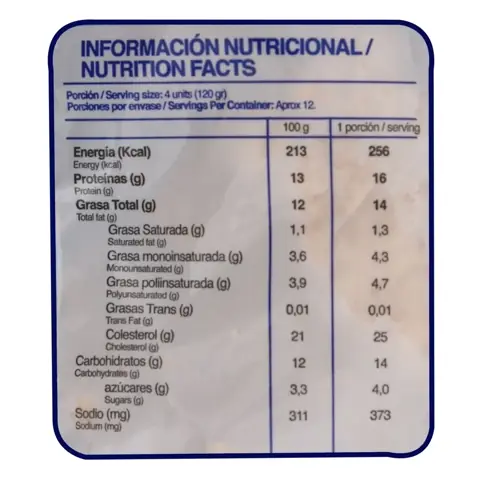 INFORMACIÓN NUTRICIONAL /
NUTRITION FACTS
Porción / Serving size: 4 units (120 gr)
Porciones por envase / Servings Per Container: Aprox 12.
100 g 1 porción / serving
Energía (Kcal) 213 256
Energy (kcal)
Proteínas (g) 13 16
Protein (g)
Grasa Total (g) 12 14
Total fat (g)
Grasa Saturada (g) 1,1 1,3
Saturated fat (g)
Grasa monoinsaturada (g) 3,6 4,3
Monounsaturated (g)
Grasa poliinsaturada (g) 3,9 4,7
Polyunsaturated (g)
Grasas Trans (g) 0,01 0,01
Trans Fat (g)
Colesterol (g) 21 25
Cholesterol (g)
Carbohidratos (g) 12 14
Carbohydrates (g)
azúcares (g) 3,3 4,0
Sugars (g)
Sodio (mg) 311 373
Sodium (mg)